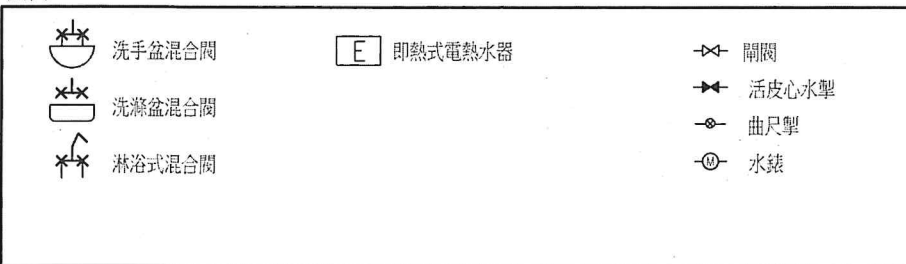 洗手盆混合閥
洗滌盆混合閥
淋浴式混合閥
E 即熱式電熱水器
閘閥
活皮心水掣
曲尺掣
M 水錶